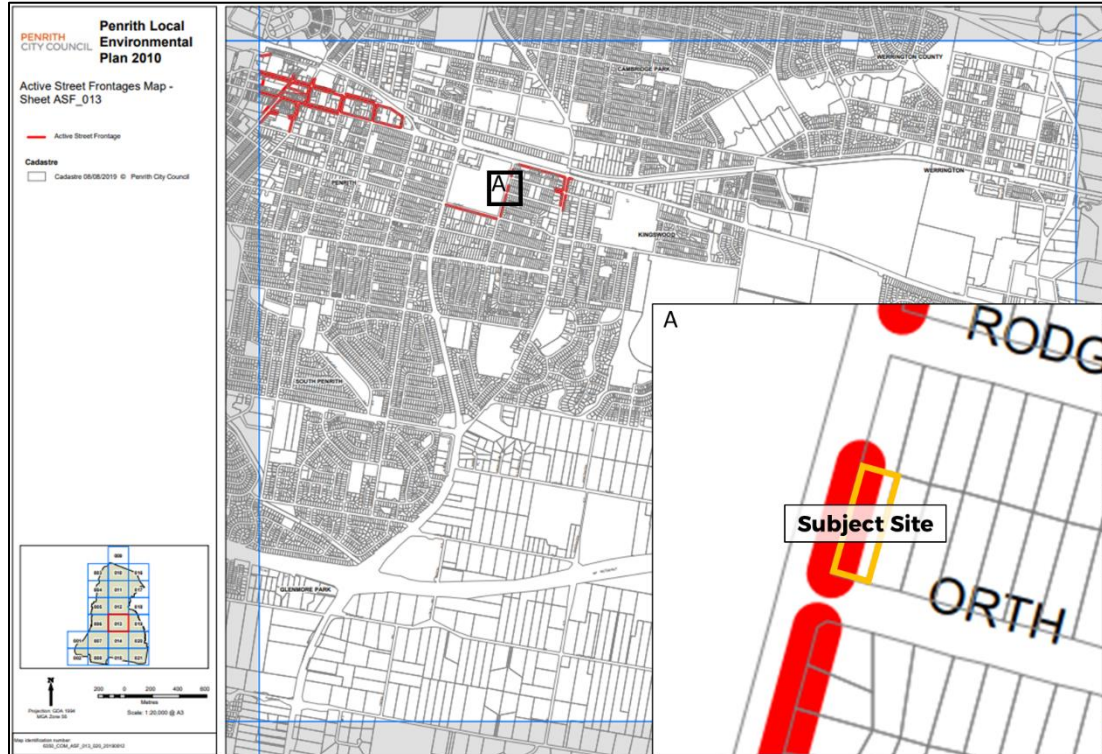 PENRITH
CITY COUNCIL
Penrith Local
Environmental
Plan 2010
Active Street Frontages Map -
Sheet ASF_013
Active Street Frontage
Cadastre
Cadastre 08/08/2019 © Penrith City Council
CAMBRIDGE PARK
WERRINGTON COUNTY
PENRITH
A
WERRINGTON
KINGSWOOD
SOUTH PENRITH
GLENMORE PARK
A
RODG
Subject Site
ORTH
N
Projection: GDA 1994
MGA Zone 56
200 0 200 400 600
Metres
Scale: 1:20,000 @ A3
Map identification number: